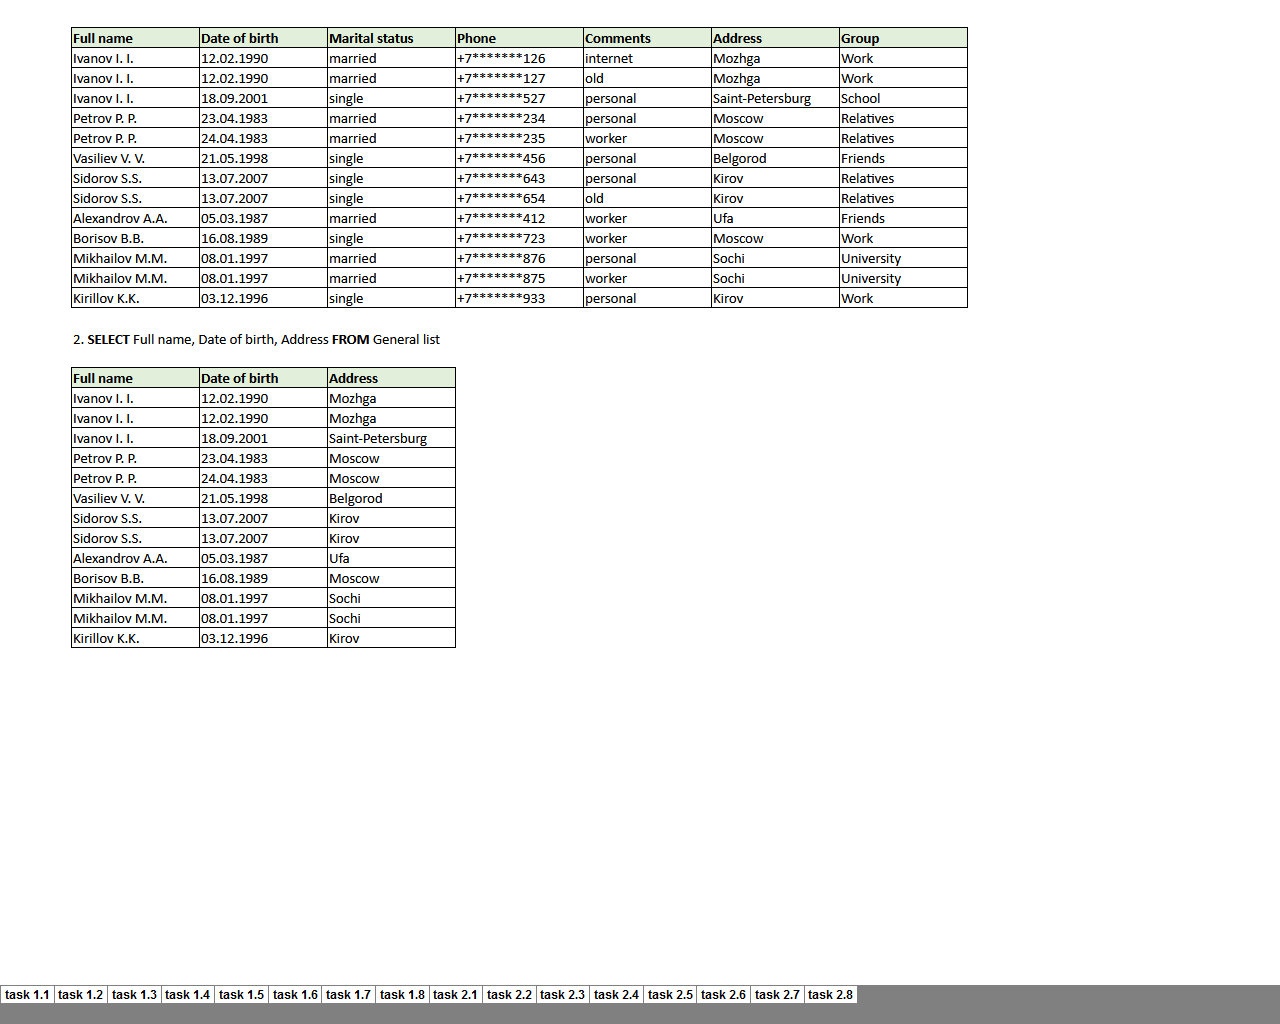 Full name Date of birth Marital status Phone Comments Address Group
Ivanov I. I. 12.02.1990 married +7*******126 internet Mozhga Work
Ivanov I. I. 12.02.1990 married +7*******127 old Mozhga Work
Ivanov I. I. 18.09.2001 single +7*******527 personal Saint-Petersburg School
Petrov P. P. 23.04.1983 married +7*******234 personal Moscow Relatives
Petrov P. P. 24.04.1983 married +7*******235 worker Moscow Relatives
Vasiliev V. V. 21.05.1998 single +7*******456 personal Belgorod Friends
Sidorov S.S. 13.07.2007 single +7*******643 personal Kirov Relatives
Sidorov S.S. 13.07.2007 single +7*******654 old Kirov Relatives
Alexandrov A.A. 05.03.1987 married +7*******412 worker Ufa Friends
Borisov B.B. 16.08.1989 single +7*******723 worker Moscow Work
Mikhailov M.M. 08.01.1997 married +7*******876 personal Sochi University
Mikhailov M.M. 08.01.1997 married +7*******875 worker Sochi University
Kirillov K.K. 03.12.1996 single +7*******933 personal Kirov Work
2. SELECT Full name, Date of birth, Address FROM General list
Full name Date of birth Address
Ivanov I. I. 12.02.1990 Mozhga
Ivanov I. I. 12.02.1990 Mozhga
Ivanov I. I. 18.09.2001 Saint-Petersburg
Petrov P. P. 23.04.1983 Moscow
Petrov P. P. 24.04.1983 Moscow
Vasiliev V. V. 21.05.1998 Belgorod
Sidorov S.S. 13.07.2007 Kirov
Sidorov S.S. 13.07.2007 Kirov
Alexandrov A.A. 05.03.1987 Ufa
Borisov B.B. 16.08.1989 Moscow
Mikhailov M.M. 08.01.1997 Sochi
Mikhailov M.M. 08.01.1997 Sochi
Kirillov K.K. 03.12.1996 Kirov
task 1.1 task 1.2 task 1.3 task 1.4 task 1.5 task 1.6 task 1.7 task 1.8 task 2.1 task 2.2 task 2.3 task 2.4 task 2.5 task 2.6 task 2.7 task 2.8